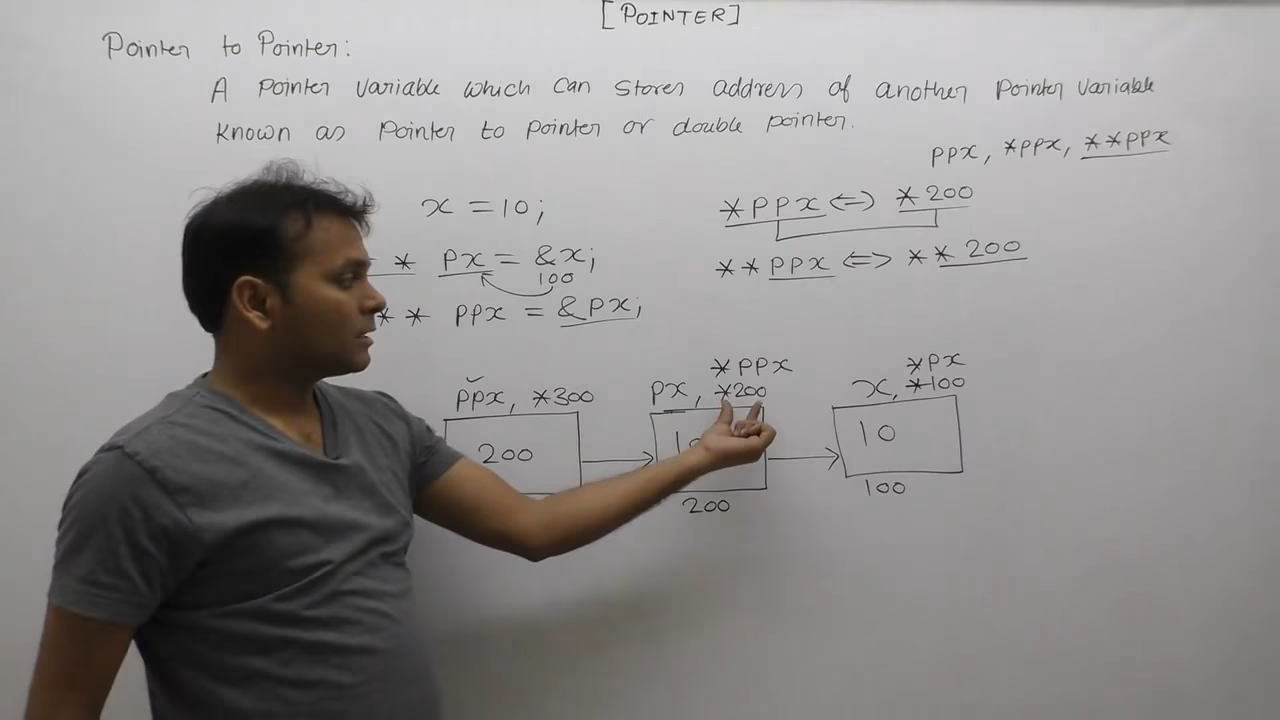 [POINTER]
Pointer to Pointer:
A pointer variable which can stores address of another pointer variable
known as pointer to pointer or double pointer.
ppx, *ppx, **ppx
x = 10;
*ppx <=> *200
* px = &x;
100
**ppx <=> **200
** ppx = &px;
*ppx
*px
ppx, *300
px, *200
x, *100
200
10
200
100